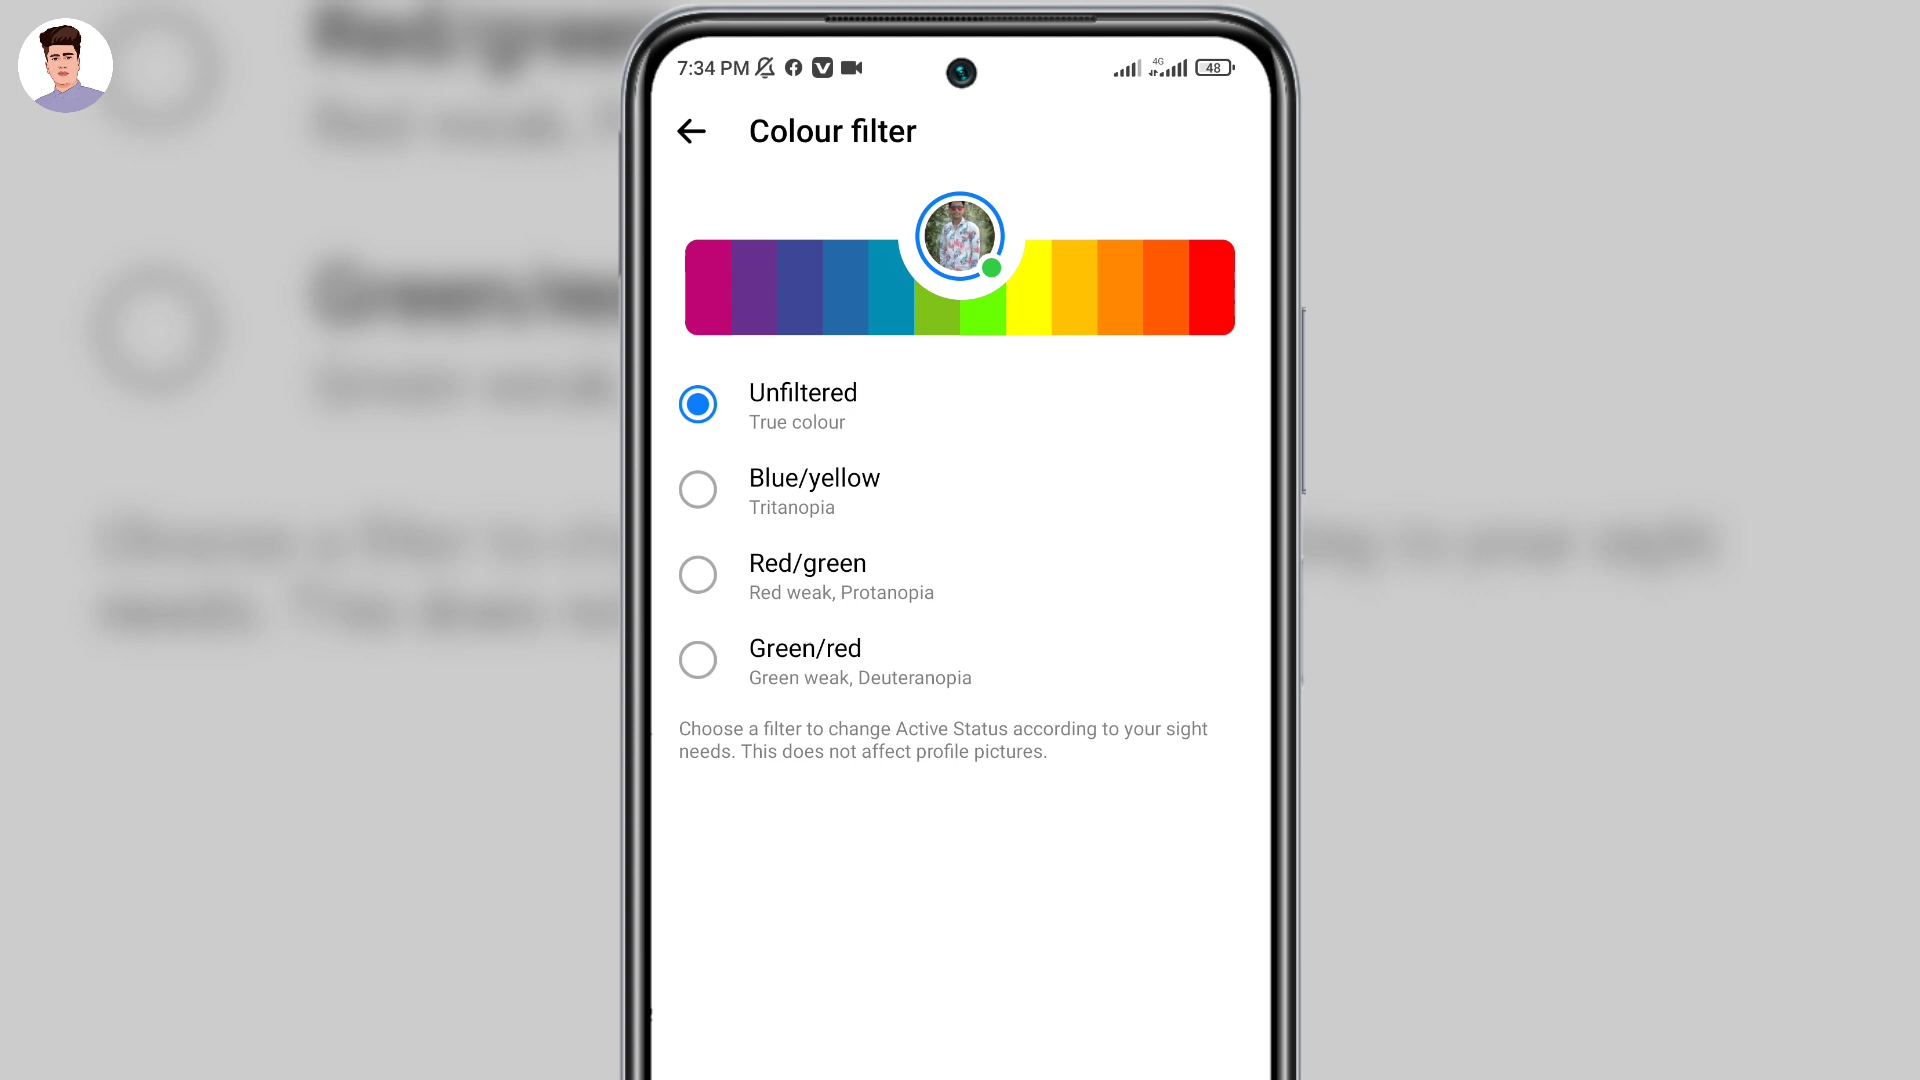 7:34 PM
4G
48
Colour filter
Unfiltered
True colour
Blue/yellow
Tritanopia
Red/green
Red weak, Protanopia
Green/red
Green weak, Deuteranopia
Choose a filter to change Active Status according to your sight
needs. This does not affect profile pictures.